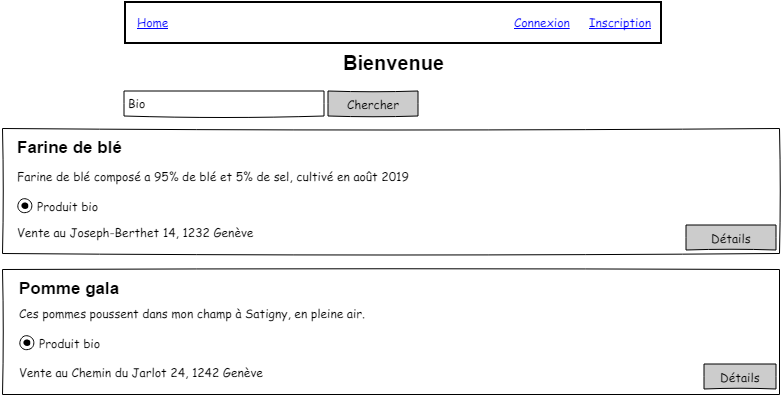 Home Connexion Inscription
Bienvenue
Bio Chercher
Farine de blé
Farine de blé composé a 95% de blé et 5% de sel, cultivé en août 2019
Produit bio
Vente au Joseph-Berthet 14, 1232 Genève
Détails
Pomme gala
Ces pommes poussent dans mon champ à Satigny, en pleine air.
Produit bio
Vente au Chemin du Jarlot 24, 1242 Genève
Détails